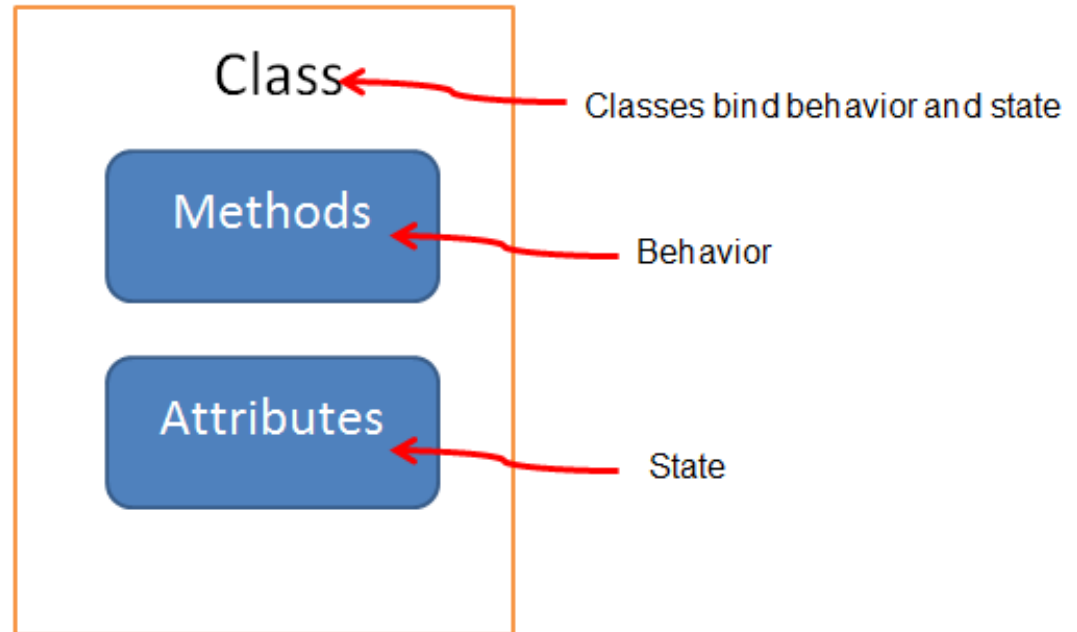 Class
Classes bind behavior and state
Methods
Behavior
Attributes
State